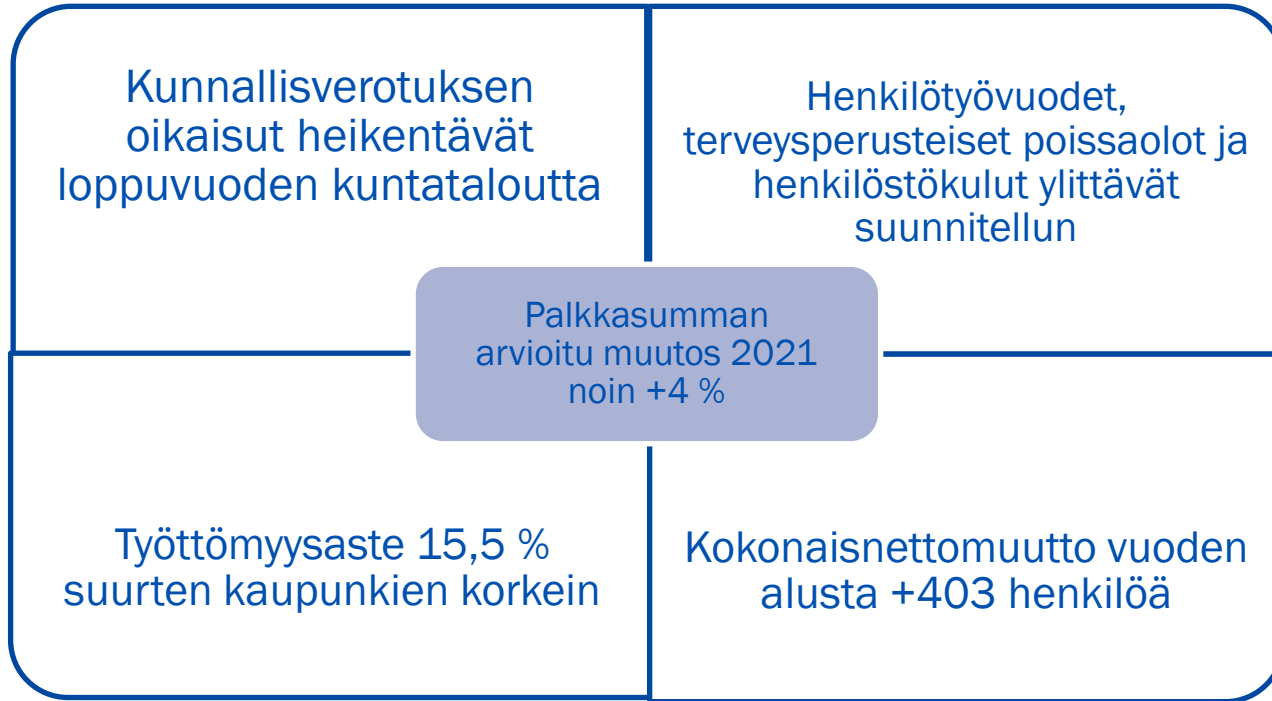 Kunnallisverotuksen
oikaisut heikentävät
loppuvuoden kuntataloutta
Henkilötyövuodet,
terveysperusteiset poissaolot ja
henkilöstökulut ylittävät
suunnitellun
Palkkasumman
arvioitu muutos 2021
noin +4 %
Työttömyysaste 15,5 %
suurten kaupunkien korkein
Kokonaisnettomuutto vuoden
alusta +403 henkilöä